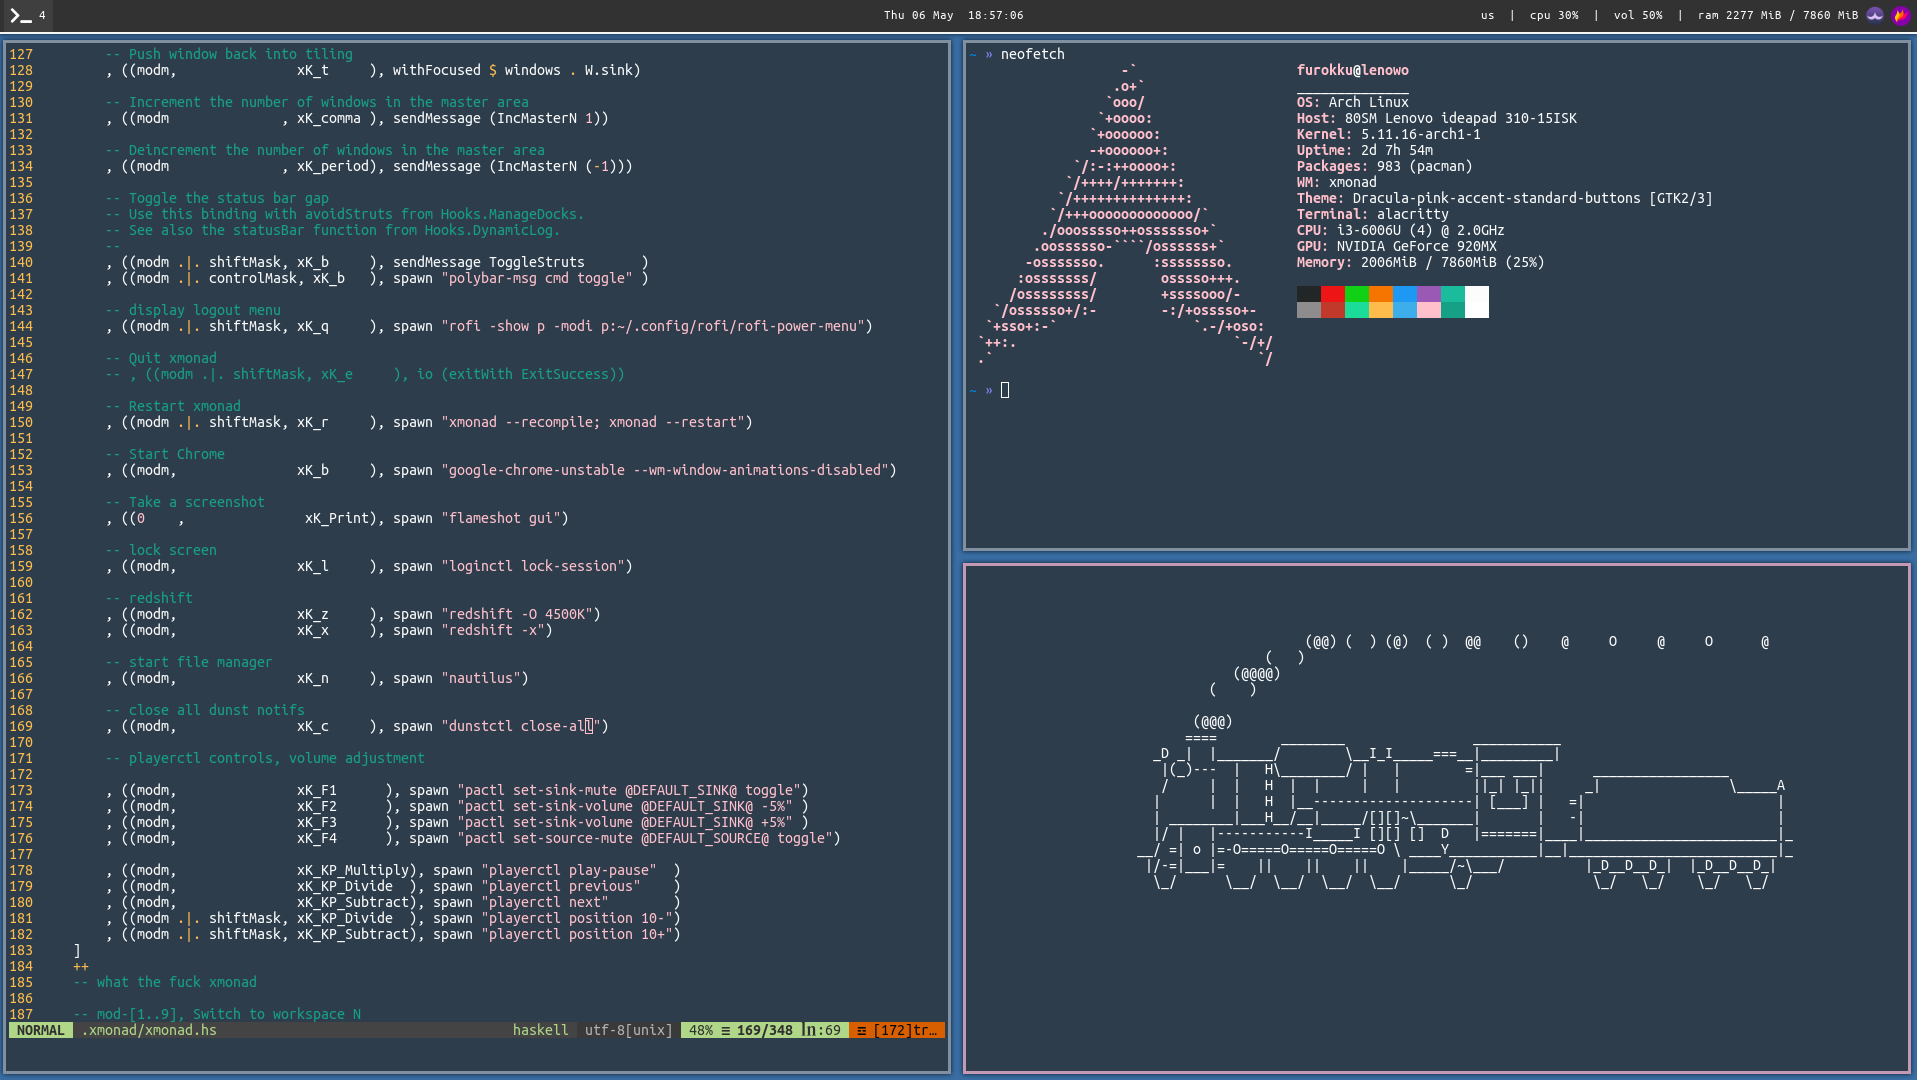 4
Thu 06 May  18:57:06
us  |  cpu 30%  |  vol 50%  |  ram 2277 MiB / 7860 MiB
127         -- Push window back into tiling
128         , ((modm,               xK_t     ), withFocused $ windows . W.sink)
129
130         -- Increment the number of windows in the master area
131         , ((modm              , xK_comma ), sendMessage (IncMasterN 1))
132
133         -- Deincrement the number of windows in the master area
134         , ((modm              , xK_period), sendMessage (IncMasterN (-1)))
135
136         -- Toggle the status bar gap
137         -- Use this binding with avoidStruts from Hooks.ManageDocks.
138         -- See also the statusBar function from Hooks.DynamicLog.
139         --
140         , ((modm .|. shiftMask, xK_b     ), sendMessage ToggleStruts       )
141         , ((modm .|. controlMask, xK_b   ), spawn "polybar-msg cmd toggle" )
142
143         -- display logout menu
144         , ((modm .|. shiftMask, xK_q     ), spawn "rofi -show p -modi p:~/.config/rofi/rofi-power-menu")
145
146         -- Quit xmonad
147         -- , ((modm .|. shiftMask, xK_e     ), io (exitWith ExitSuccess))
148
149         -- Restart xmonad
150         , ((modm .|. shiftMask, xK_r     ), spawn "xmonad --recompile; xmonad --restart")
151
152         -- Start Chrome
153         , ((modm,               xK_b     ), spawn "google-chrome-unstable --wm-window-animations-disabled")
154
155         -- Take a screenshot
156         , ((0    ,               xK_Print), spawn "flameshot gui")
157
158         -- lock screen
159         , ((modm,               xK_l     ), spawn "loginctl lock-session")
160
161         -- redshift
162         , ((modm,               xK_z     ), spawn "redshift -O 4500K")
163         , ((modm,               xK_x     ), spawn "redshift -x")
164
165         -- start file manager
166         , ((modm,               xK_n     ), spawn "nautilus")
167
168         -- close all dunst notifs
169         , ((modm,               xK_c     ), spawn "dunstctl close-all")
170
171         -- playerctl controls, volume adjustment
172
173         , ((modm,               xK_F1      ), spawn "pactl set-sink-mute @DEFAULT_SINK@ toggle")
174         , ((modm,               xK_F2      ), spawn "pactl set-sink-volume @DEFAULT_SINK@ -5%" )
175         , ((modm,               xK_F3      ), spawn "pactl set-sink-volume @DEFAULT_SINK@ +5%" )
176         , ((modm,               xK_F4      ), spawn "pactl set-source-mute @DEFAULT_SOURCE@ toggle")
177
178         , ((modm,               xK_KP_Multiply), spawn "playerctl play-pause"  )
179         , ((modm,               xK_KP_Divide  ), spawn "playerctl previous"    )
180         , ((modm,               xK_KP_Subtract), spawn "playerctl next"        )
181         , ((modm .|. shiftMask, xK_KP_Divide  ), spawn "playerctl position 10-")
182         , ((modm .|. shiftMask, xK_KP_Subtract), spawn "playerctl position 10+")
183     ]
184     ++
185     -- what the fuck xmonad
186
187     -- mod-[1..9], Switch to workspace N
NORMAL  .xmonad/xmonad.hs  haskell  utf-8[unix]  48% ≡ 169/348 ln:69  ☲ [172]tr…
~ » neofetch
furokku@lenowo
______________
OS: Arch Linux
Host: 80SM Lenovo ideapad 310-15ISK
Kernel: 5.11.16-arch1-1
Uptime: 2d 7h 54m
Packages: 983 (pacman)
WM: xmonad
Theme: Dracula-pink-accent-standard-buttons [GTK2/3]
Terminal: alacritty
CPU: i3-6006U (4) @ 2.0GHz
GPU: NVIDIA GeForce 920MX
Memory: 2006MiB / 7860MiB (25%)
~ »